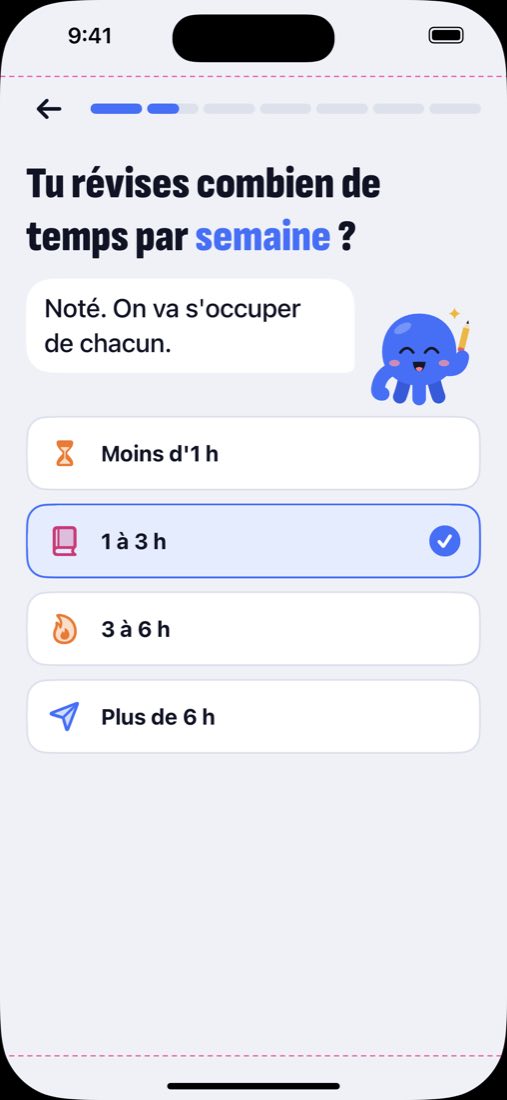 9:41
Tu révises combien de
temps par semaine ?
Noté. On va s'occuper
de chacun.
Moins d'1 h
1 à 3 h
3 à 6 h
Plus de 6 h